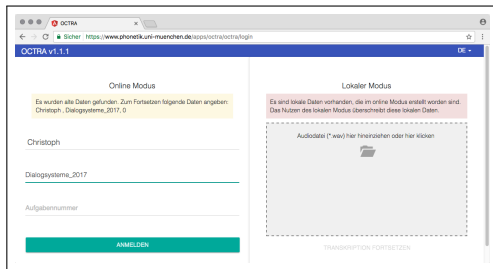 OCTRA
Sicher https://www.phonetik.uni-muenchen.de/apps/octra/octra/login
OCTRA v1.1.1
DE
Online Modus
Es wurden alte Daten gefunden. Zum Fortsetzen folgende Daten angeben:
Christoph , Dialogsysteme_2017, 0
Christoph
Dialogsysteme_2017
Aufgabennummer
ANMELDEN
Lokaler Modus
Es sind lokale Daten vorhanden, die im online Modus erstellt worden sind.
Das Nutzen des lokalen Modus überschreibt diese lokalen Daten.
Audiodatei (*.wav) hier hineinziehen oder hier klicken
TRANSKRIPTION FORTSETZEN